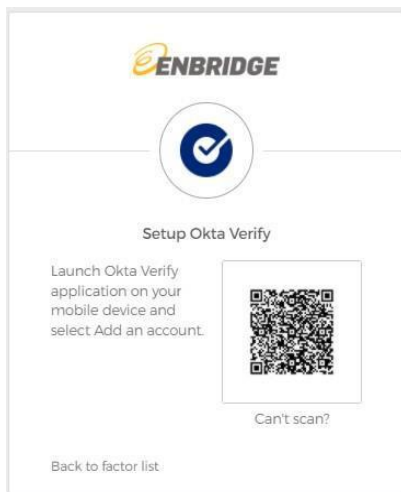 ENBRIDGE
Setup Okta Verify
Launch Okta Verify
application on your
mobile device and
select Add an account.
Can't scan?
Back to factor list